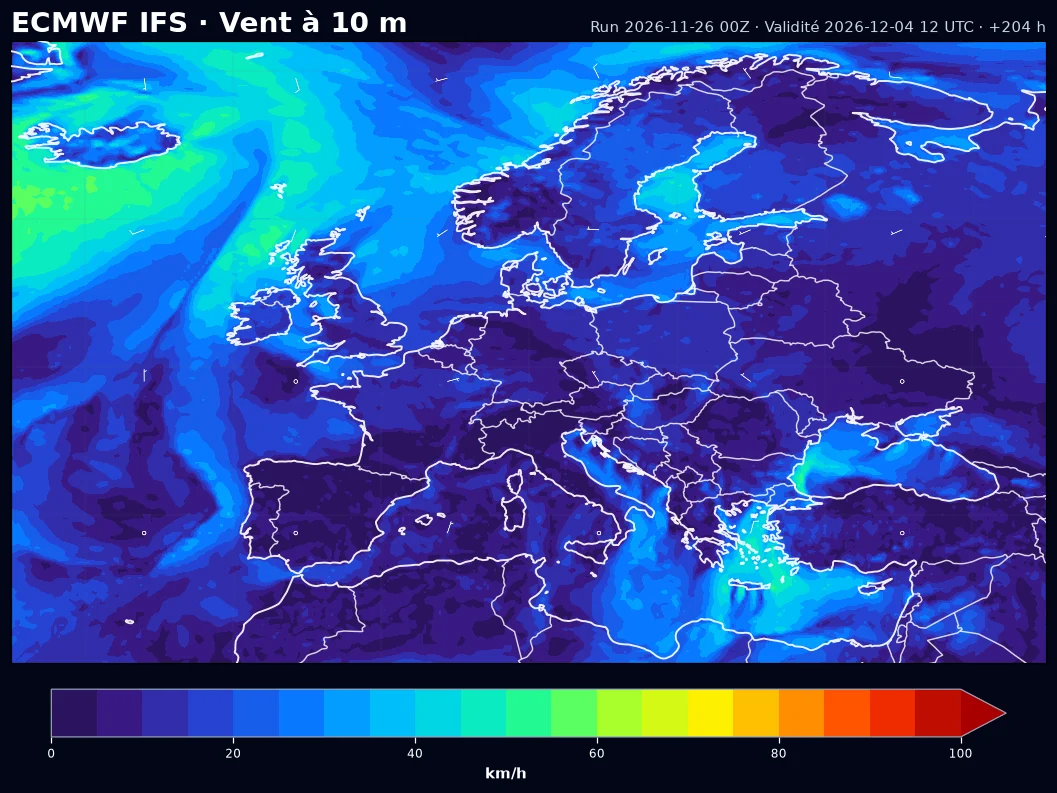 ECMWF IFS · Vent à 10 m
Run 2026-11-26 00Z · Validité 2026-12-04 12 UTC · +204 h
0 20 40 60 80 100
km/h